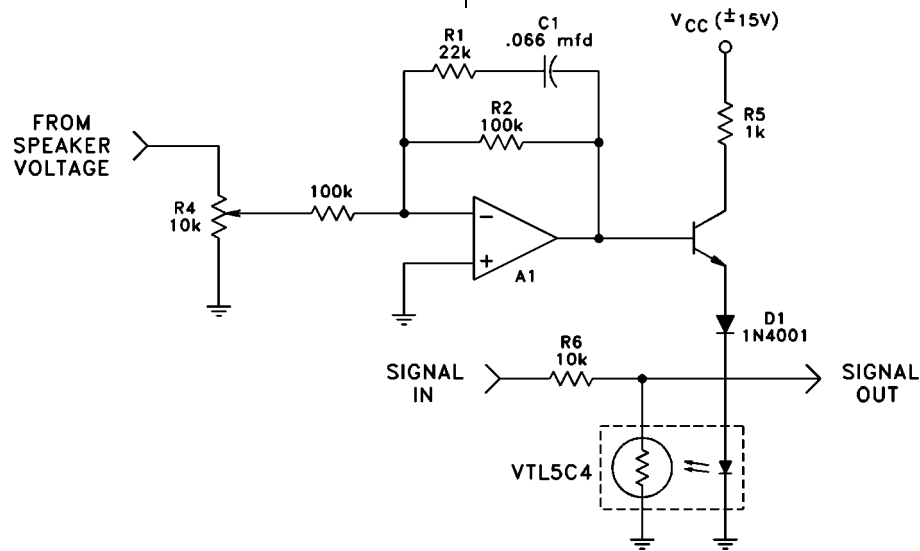 C1
.066 mfd
R1
22k
VCC (±15V)
R2
100k
R5
1k
FROM
SPEAKER
VOLTAGE
100k
R4
10k
−
+
A1
D1
1N4001
R6
10k
SIGNAL
IN
SIGNAL
OUT
VTL5C4